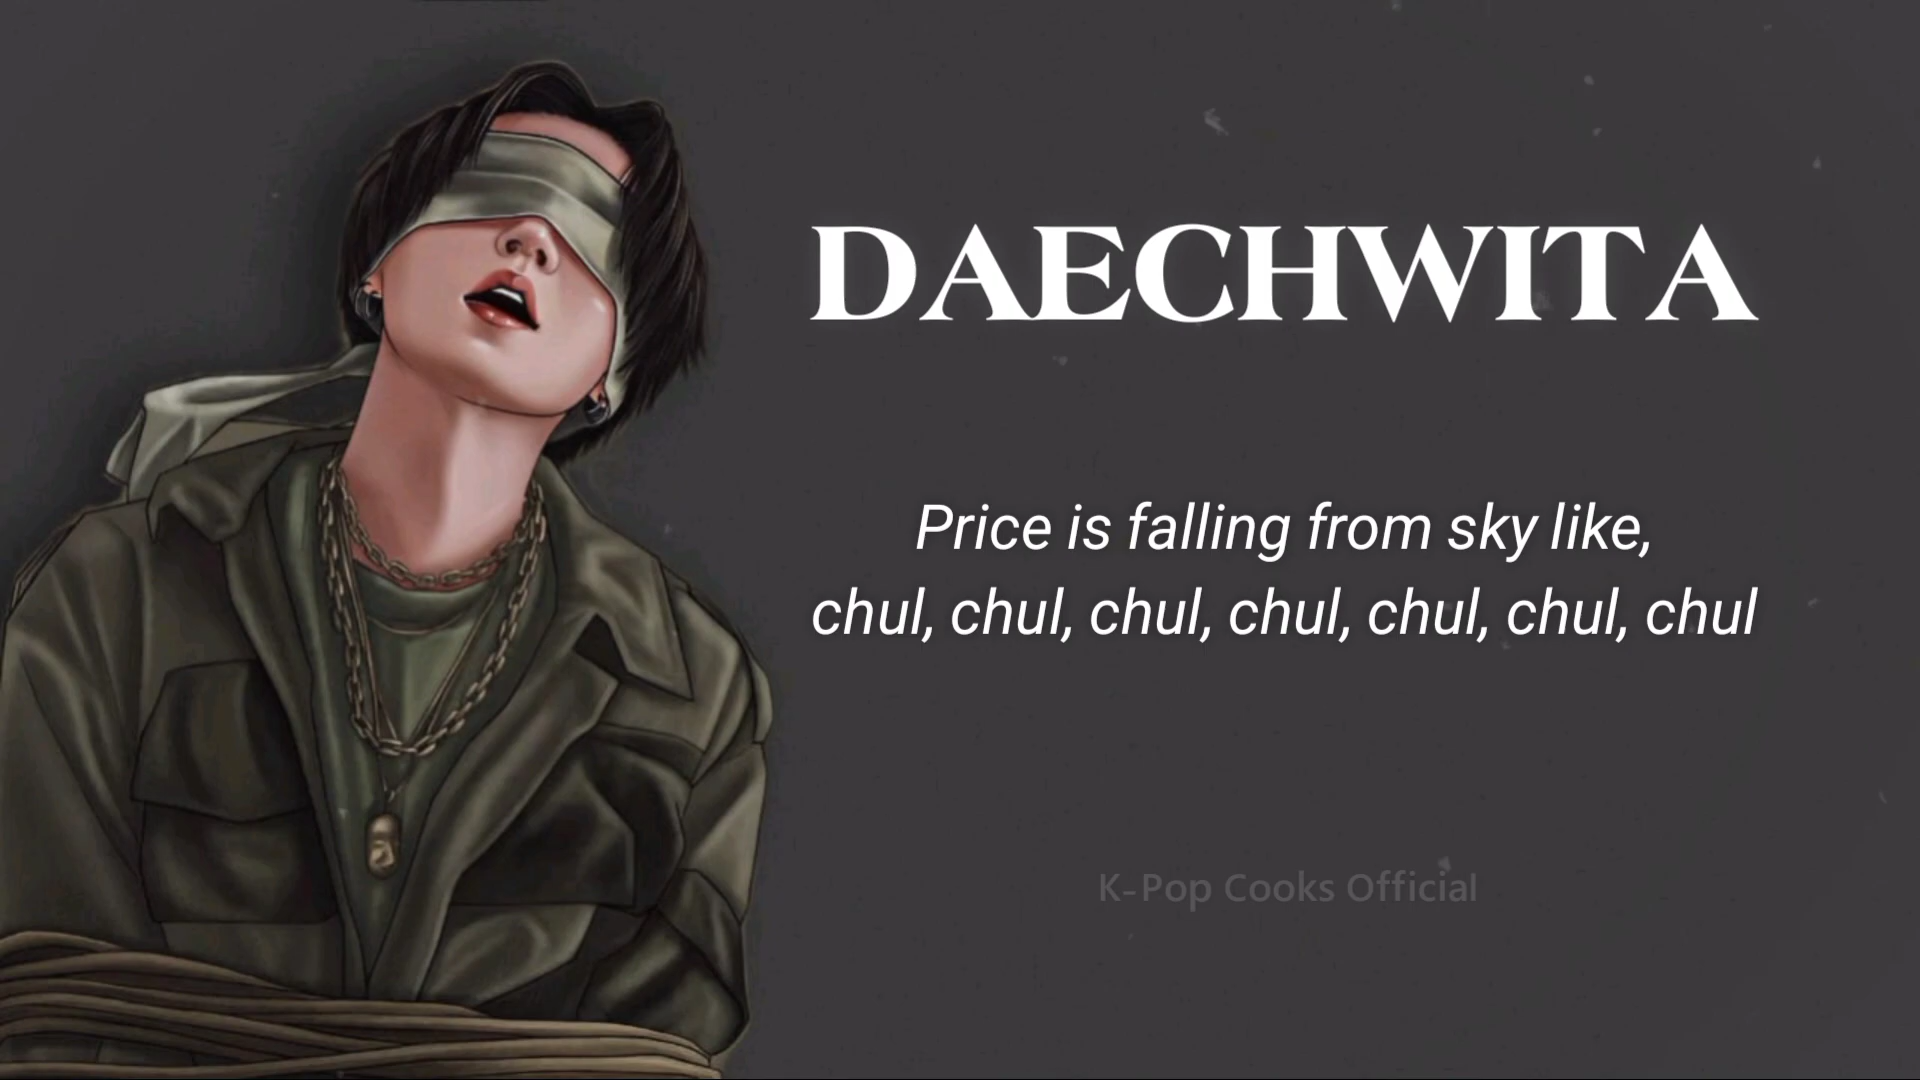 DAECHWITA
Price is falling from sky like,
chul, chul, chul, chul, chul, chul, chul
K-Pop Cooks Official